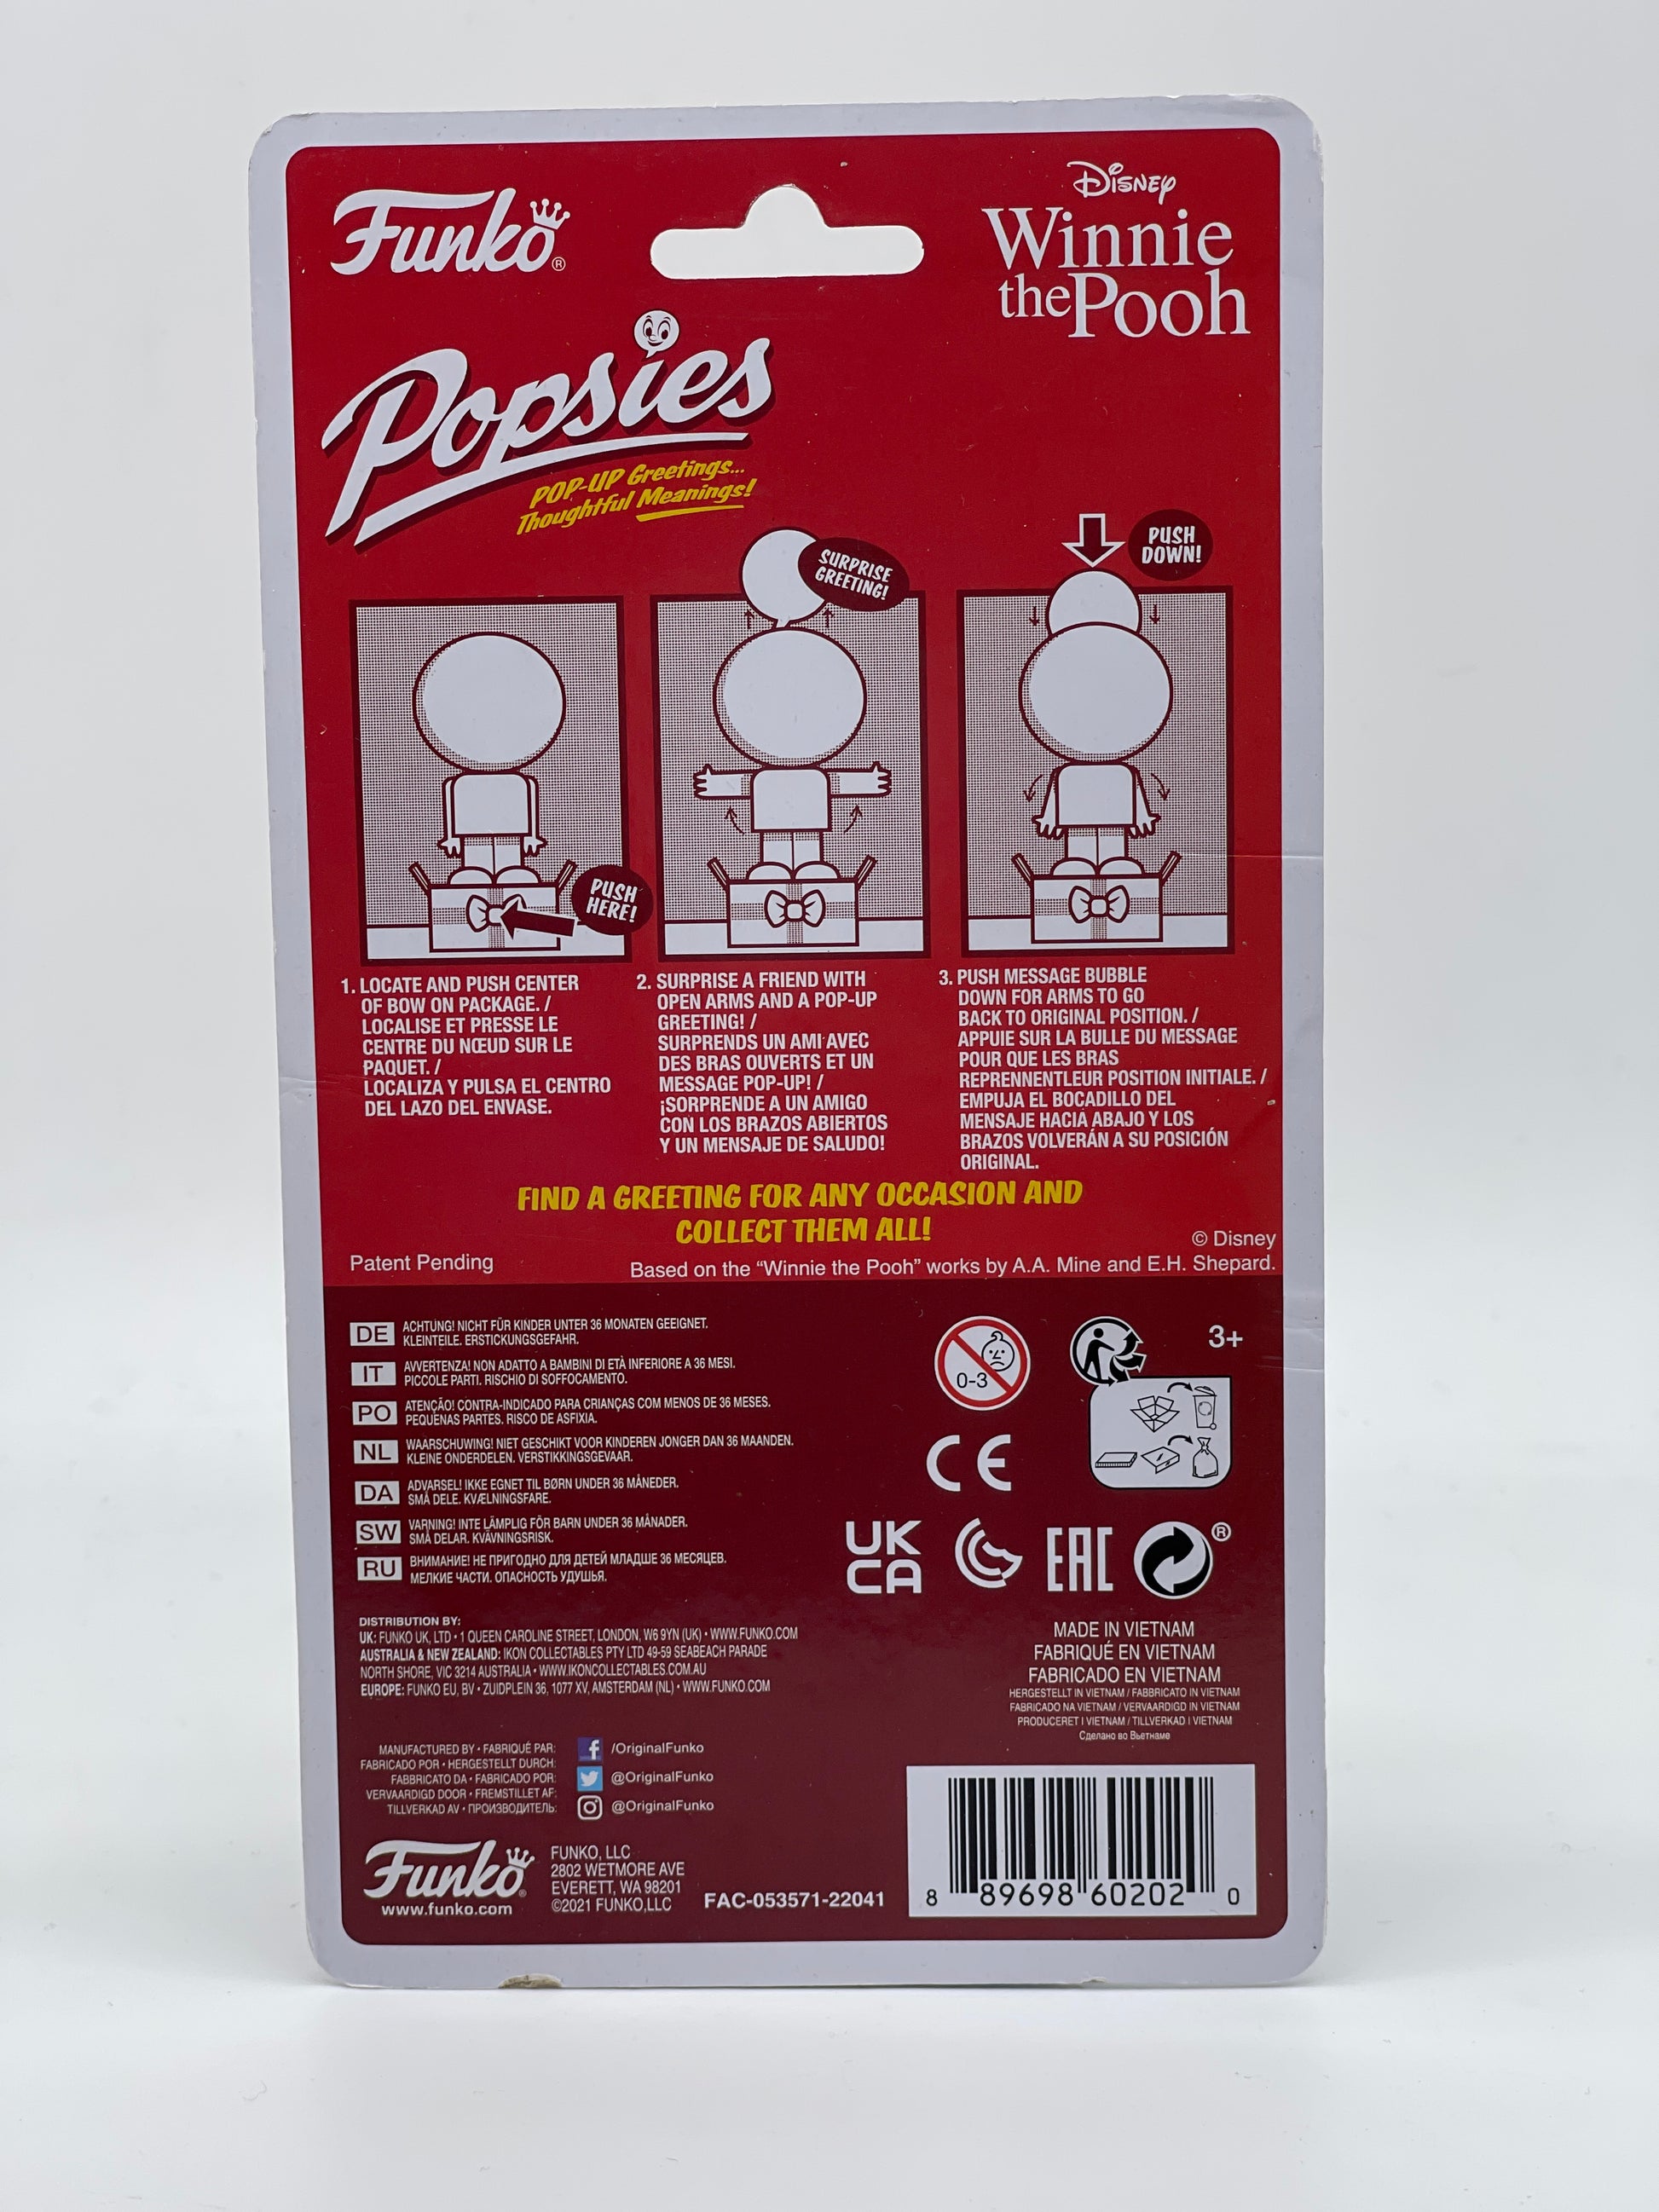 Funko®
Disney
Winnie
the Pooh
Popsies
POP-UP Greetings...
Thoughtful Meanings!
SURPRISE
GREETING!
PUSH
DOWN!
PUSH
HERE!
1. LOCATE AND PUSH CENTER
OF BOW ON PACKAGE. /
LOCALISE ET PRESSE LE
CENTRE DU NŒUD SUR LE
PAQUET. /
LOCALIZA Y PULSA EL CENTRO
DEL LAZO DEL ENVASE.
2. SURPRISE A FRIEND WITH
OPEN ARMS AND A POP-UP
GREETING! /
SURPRENDS UN AMI AVEC
DES BRAS OUVERTS ET UN
MESSAGE POP-UP! /
¡SORPRENDE A UN AMIGO
CON LOS BRAZOS ABIERTOS
Y UN MENSAJE DE SALUDO!
3. PUSH MESSAGE BUBBLE
DOWN FOR ARMS TO GO
BACK TO ORIGINAL POSITION. /
APPUIE SUR LA BULLE DU MESSAGE
POUR QUE LES BRAS
REPRENNENTLEUR POSITION INITIALE. /
EMPUJA EL BOCADILLO DEL
MENSAJE HACIA ABAJO Y LOS
BRAZOS VOLVERÁN A SU POSICIÓN
ORIGINAL.
FIND A GREETING FOR ANY OCCASION AND
COLLECT THEM ALL!
© Disney
Patent Pending
Based on the “Winnie the Pooh” works by A.A. Mine and E.H. Shepard.
DE ACHTUNG! NICHT FÜR KINDER UNTER 36 MONATEN GEEIGNET.
KLEINTEILE. ERSTICKUNGSGEFAHR.
IT AVVERTENZA! NON ADATTO A BAMBINI DI ETÀ INFERIORE A 36 MESI.
PICCOLE PARTI. RISCHIO DI SOFFOCAMENTO.
PO ATENÇÃO! CONTRA-INDICADO PARA CRIANÇAS COM MENOS DE 36 MESES.
PEQUENAS PARTES. RISCO DE ASFIXIA.
NL WAARSCHUWING! NIET GESCHIKT VOOR KINDEREN JONGER DAN 36 MAANDEN.
KLEINE ONDERDELEN. VERSTIKKINGSGEVAAR.
DA ADVARSEL! IKKE EGNET TIL BØRN UNDER 36 MÅNEDER.
SMÅ DELE. KVÆLNINGSFARE.
SW VARNING! INTE LÄMPLIG FÖR BARN UNDER 36 MÅNADER.
SMÅ DELAR. KVÄVNINGSRISK.
RU ВНИМАНИЕ! НЕ ПРИГОДНО ДЛЯ ДЕТЕЙ МЛАДШЕ 36 МЕСЯЦЕВ.
МЕЛКИЕ ЧАСТИ. ОПАСНОСТЬ УДУШЬЯ.
0-3
3+
CE
UK
CA
EAC
®
DISTRIBUTION BY:
UK: FUNKO UK, LTD • 1 QUEEN CAROLINE STREET, LONDON, W6 9YN (UK) • WWW.FUNKO.COM
AUSTRALIA & NEW ZEALAND: IKON COLLECTABLES PTY LTD 49-59 SEABEACH PARADE
NORTH SHORE, VIC 3214 AUSTRALIA • WWW.IKONCOLLECTABLES.COM.AU
EUROPE: FUNKO EU, BV • ZUIDPLEIN 36, 1077 XV, AMSTERDAM (NL) • WWW.FUNKO.COM
MADE IN VIETNAM
FABRIQUÉ EN VIETNAM
FABRICADO EN VIETNAM
HERGESTELLT IN VIETNAM / FABBRICATO IN VIETNAM
FABRICADO NA VIETNAM / VERVAARDIGD IN VIETNAM
PRODUCERET I VIETNAM / TILLVERKAD I VIETNAM
Сделано во Вьетнаме
MANUFACTURED BY • FABRIQUÉ PAR:
FABRICADO POR • HERGESTELLT DURCH:
FABBRICATO DA • FABRICADO POR:
VERVAARDIGD DOOR • FREMSTILLET AF:
TILLVERKAD AV • ПРОИЗВОДИТЕЛЬ:
/OriginalFunko
@OriginalFunko
@OriginalFunko
Funko®
www.funko.com
FUNKO, LLC
2802 WETMORE AVE
EVERETT, WA 98201
©2021 FUNKO,LLC
FAC-053571-22041
8 89698 60202 0